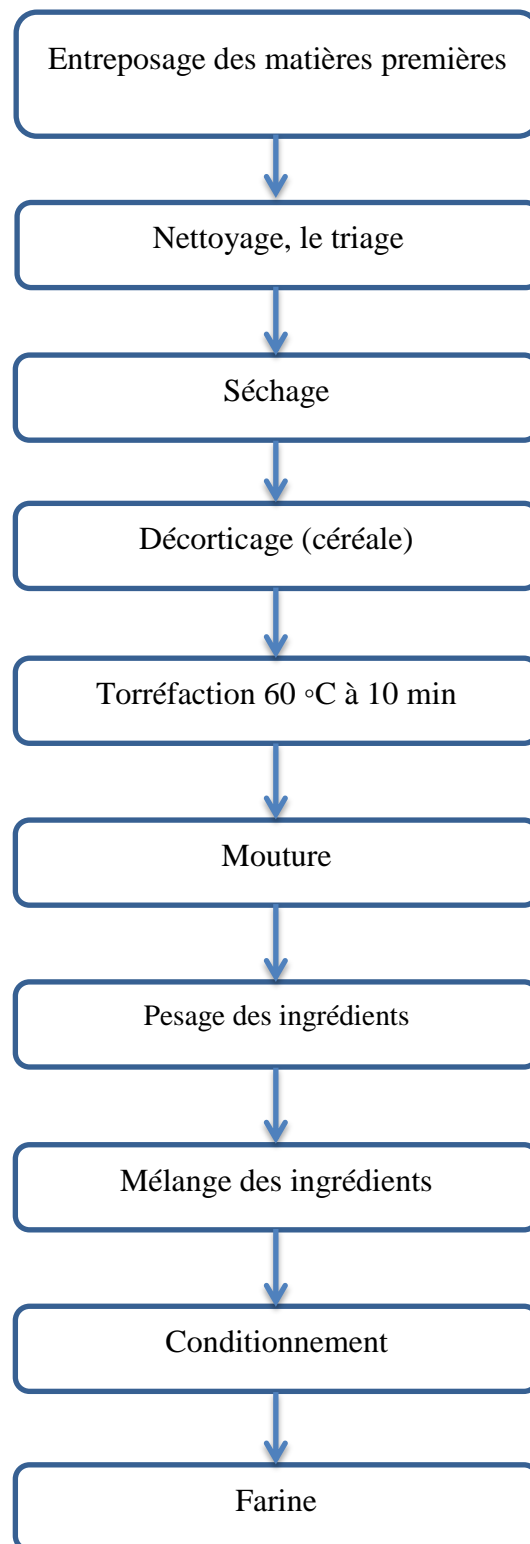 Entreposage des matières premières
Nettoyage, le triage
Séchage
Décorticage (céréale)
Torréfaction 60 ◦C à 10 min
Mouture
Pesage des ingrédients
Mélange des ingrédients
Conditionnement
Farine